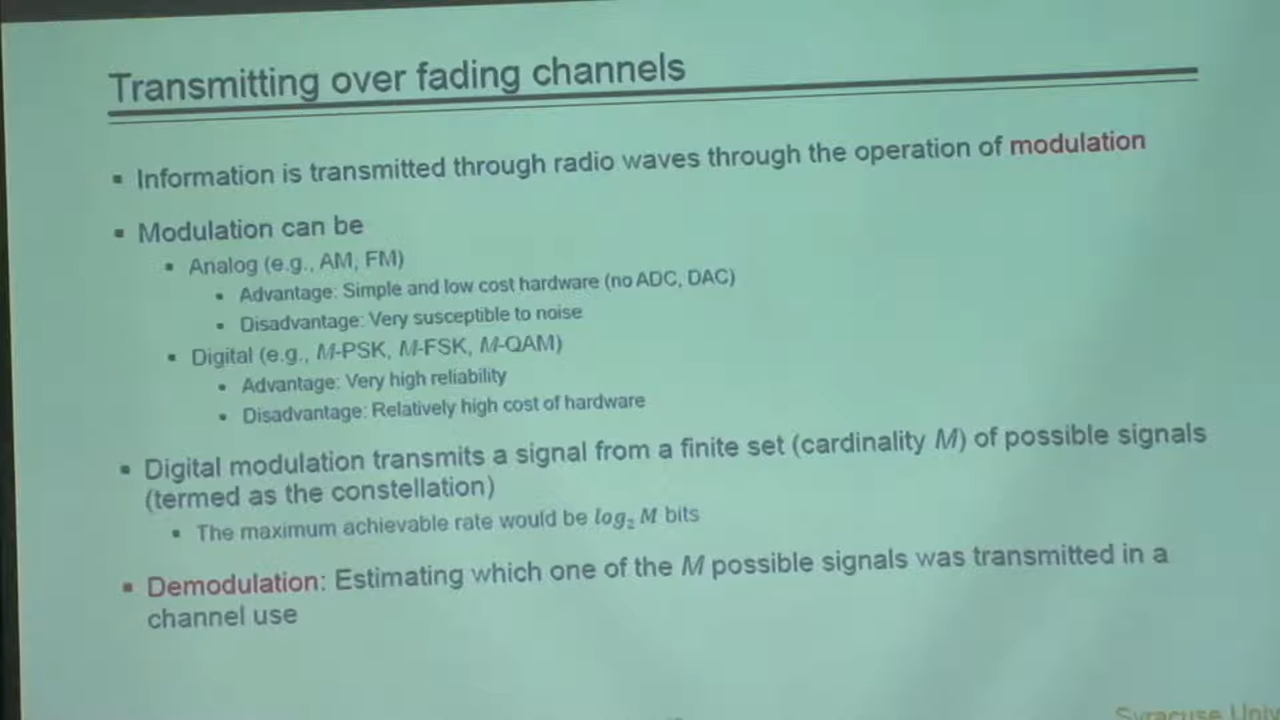 Transmitting over fading channels
▪ Information is transmitted through radio waves through the operation of modulation
▪ Modulation can be
▪ Analog (e.g., AM, FM)
▪ Advantage: Simple and low cost hardware (no ADC, DAC)
▪ Disadvantage: Very susceptible to noise
▪ Digital (e.g., M-PSK, M-FSK, M-QAM)
▪ Advantage: Very high reliability
▪ Disadvantage: Relatively high cost of hardware
▪ Digital modulation transmits a signal from a finite set (cardinality M) of possible signals
(termed as the constellation)
▪ The maximum achievable rate would be log₂ M bits
▪ Demodulation: Estimating which one of the M possible signals was transmitted in a
channel use
Syracuse Univ